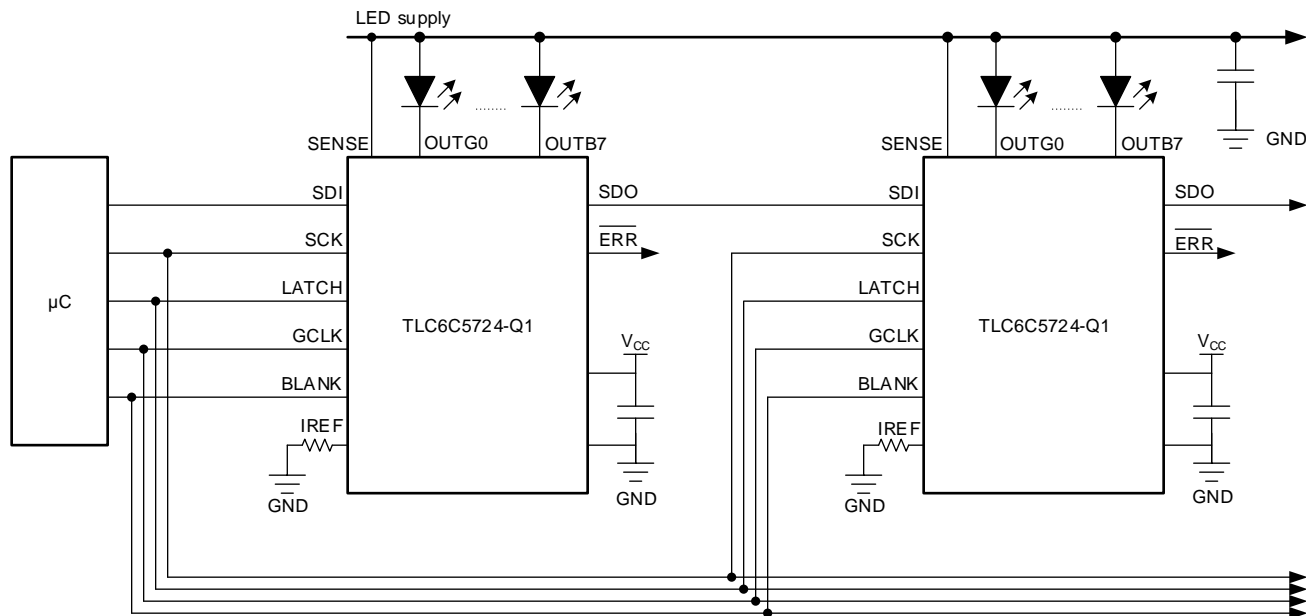 LED supply
SENSE
OUTG0
OUTB7
SENSE
OUTG0
OUTB7
GND
SDI
SDO
SDI
SDO
SCK
ERR
SCK
ERR
µC
LATCH
LATCH
TLC6C5724-Q1
TLC6C5724-Q1
GCLK
VCC
GCLK
VCC
BLANK
BLANK
IREF
IREF
GND
GND
GND
GND